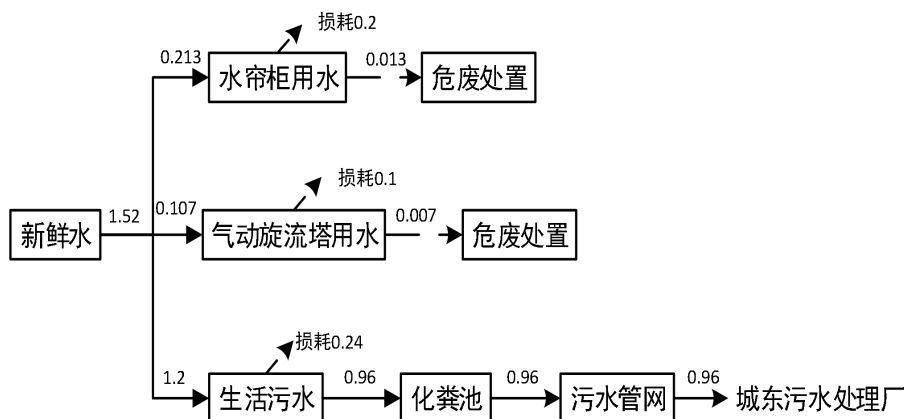 损耗0.2
0.213
水帘柜用水
0.013
危废处置
损耗0.1
新鲜水
1.52
0.107
气动旋流塔用水
0.007
危废处置
损耗0.24
1.2
生活污水
0.96
化粪池
0.96
污水管网
0.96
城东污水处理厂